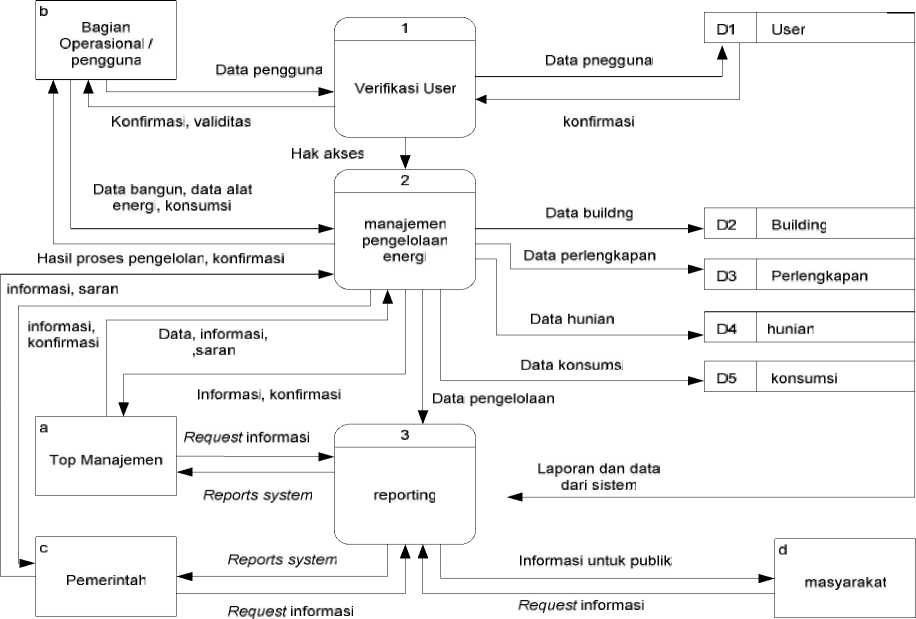 b
Bagian
Operasional /
pengguna
1
Verifikasi User
D1 User
Data pengguna
Data pnegguna
Konfirmasi, validitas
konfirmasi
Hak akses
2
manajemen
pengelolaan
energi
Data bangun, data alat
energi, konsumsi
Data buildng
D2 Building
Hasil proses pengelolan, konfirmasi
Data perlengkapan
D3 Perlengkapan
informasi, saran
informasi,
konfirmasi
Data, informasi,
,saran
Data hunian
D4 hunian
Data konsumsi
D5 konsumsi
Informasi, konfirmasi
Data pengelolaan
a
Top Manajemen
Request informasi
Reports system
3
reporting
Laporan dan data
dari sistem
c
Pemerintah
Reports system
Request informasi
Informasi untuk publik
Request informasi
d
masyarakat